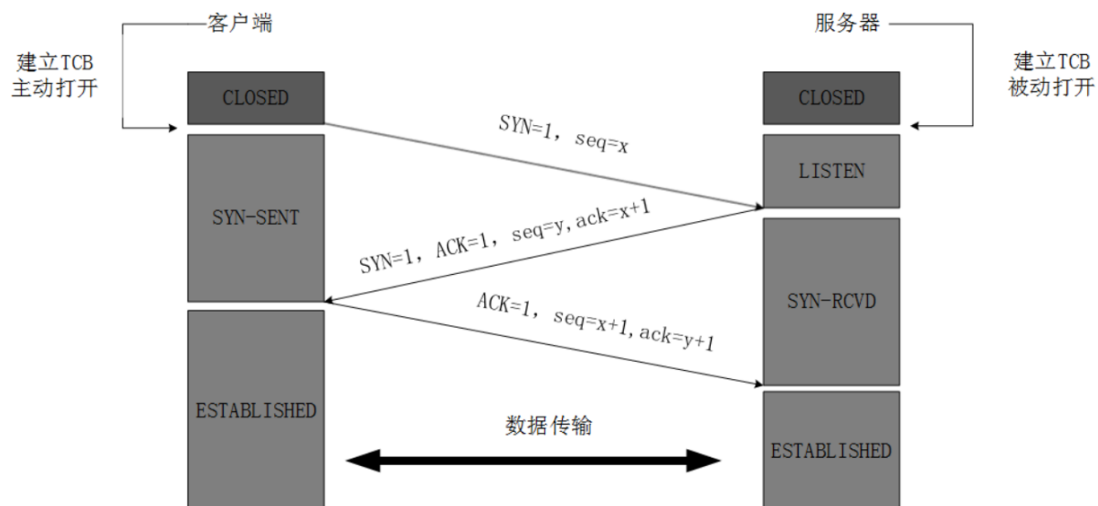 客户端
服务器
建立TCB
主动打开
建立TCB
被动打开
CLOSED
CLOSED
SYN=1, seq=x
LISTEN
SYN-SENT
SYN=1, ACK=1, seq=y,ack=x+1
SYN-RCVD
ACK=1, seq=x+1,ack=y+1
ESTABLISHED
数据传输
ESTABLISHED